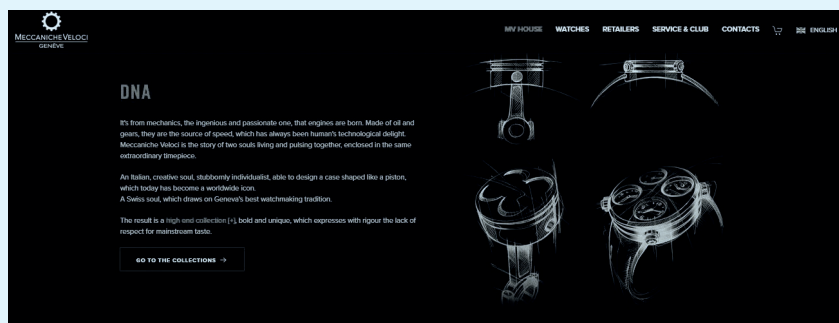 MECCANICHE VELOCI
GENÈVE
MV HOUSE WATCHES RETAILERS SERVICE & CLUB CONTACTS ENGLISH
DNA
It's from mechanics, the ingenious and passionate one, that engines are born. Made of oil and
gears, they are the source of speed, which has always been human's technological delight.
Meccaniche Veloci is the story of two souls living and pulsing together, enclosed in the same
extraordinary timepiece.
An Italian, creative soul, stubbornly individualist, able to design a case shaped like a piston,
which today has become a worldwide icon.
A Swiss soul, which draws on Geneva's best watchmaking tradition.
The result is a high end collection [+], bold and unique, which expresses with rigour the lack of
respect for mainstream taste.
GO TO THE COLLECTIONS →